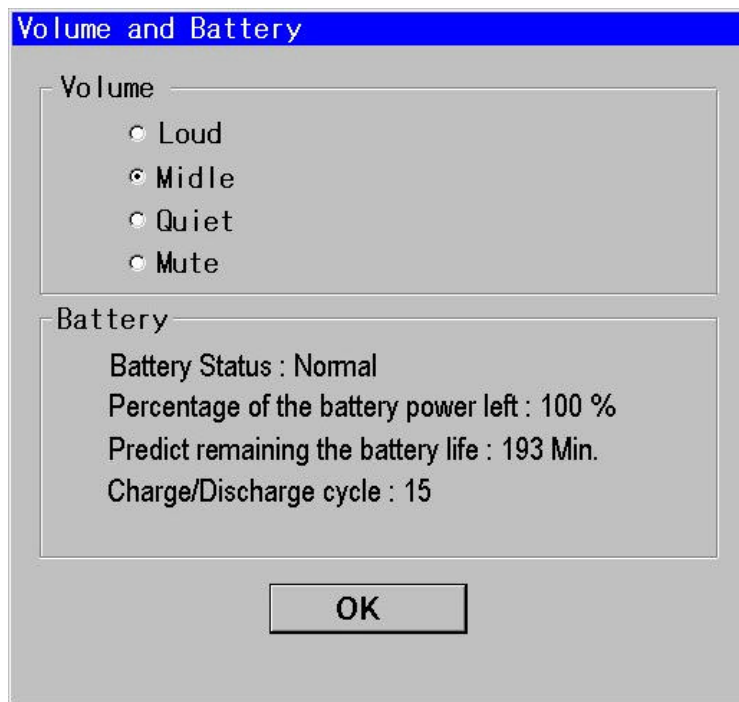 Volume and Battery
Volume
Loud
Midle
Quiet
Mute
Battery
Battery Status : Normal
Percentage of the battery power left : 100 %
Predict remaining the battery life : 193 Min.
Charge/Discharge cycle : 15
OK